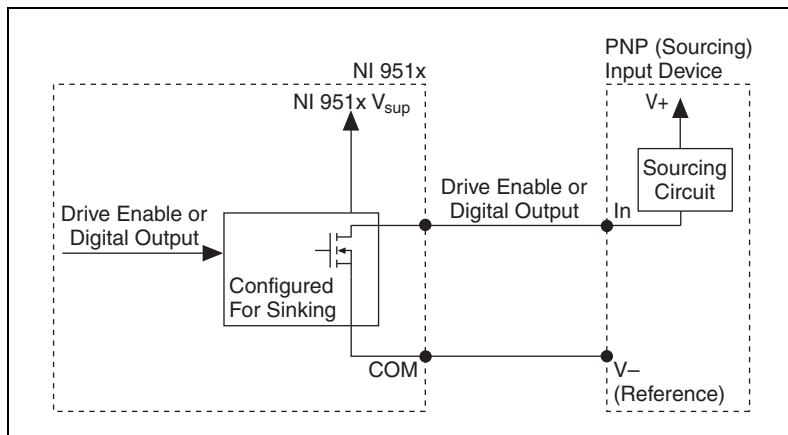 PNP (Sourcing)
Input Device
NI 951x
NI 951x Vsup
V+
Sourcing
Circuit
Drive Enable or
Digital Output
Drive Enable or
Digital Output
In
Configured
For Sinking
COM
V–
(Reference)